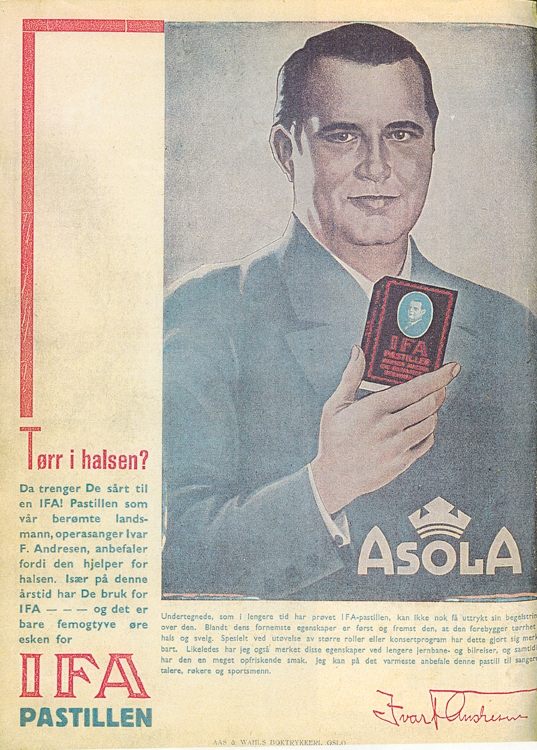 IFA
PASTILLEN
ASOLA
Tørr i halsen?
Da trenger De sårt til
en IFA! Pastillen som
vår berømte lands-
mann, operasanger Ivar
F. Andresen, anbefaler
fordi den hjelper for
halsen. Især på denne
årstid har De bruk for
IFA — — — og det er
bare femogtyve øre
esken for
IFA
PASTILLEN
Undertegnede, som i lengere tid har prøvet IFA-pastillen, kan ikke nok få uttrykt sin begeistrin
over den. Blandt dens fornemste egenskaper er først og fremst den, at den forebygger tørrhet
hals og svelg. Spesielt ved utøvelse av større roller eller konsertprogram har dette gjort sig merk
bart. Likeledes har jeg også merket disse egenskaper ved lengere jernbane- og bilreiser, og samtidi
har den en meget opfriskende smak. Jeg kan på det varmeste anbefale denne pastill til sangere
talere, røkere og sportsmenn.
Ivar F. Andresen
AAS & WAHLS BOKTRYKKERI, OSLO